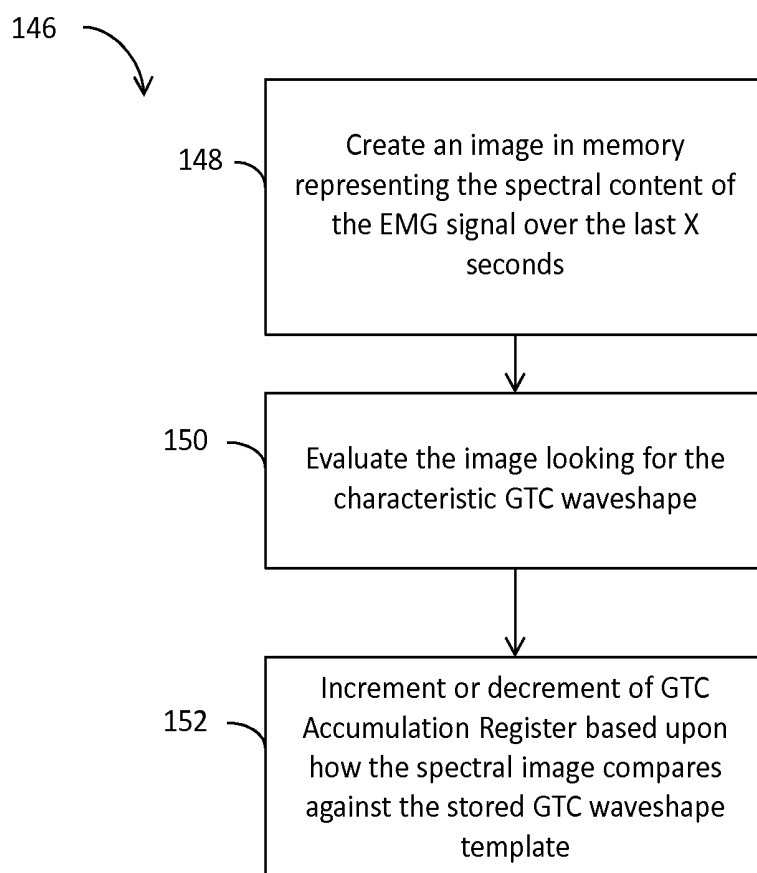 146
148
Create an image in memory
representing the spectral content of
the EMG signal over the last X
seconds
150
Evaluate the image looking for the
characteristic GTC waveshape
152
Increment or decrement of GTC
Accumulation Register based upon
how the spectral image compares
against the stored GTC waveshape
template